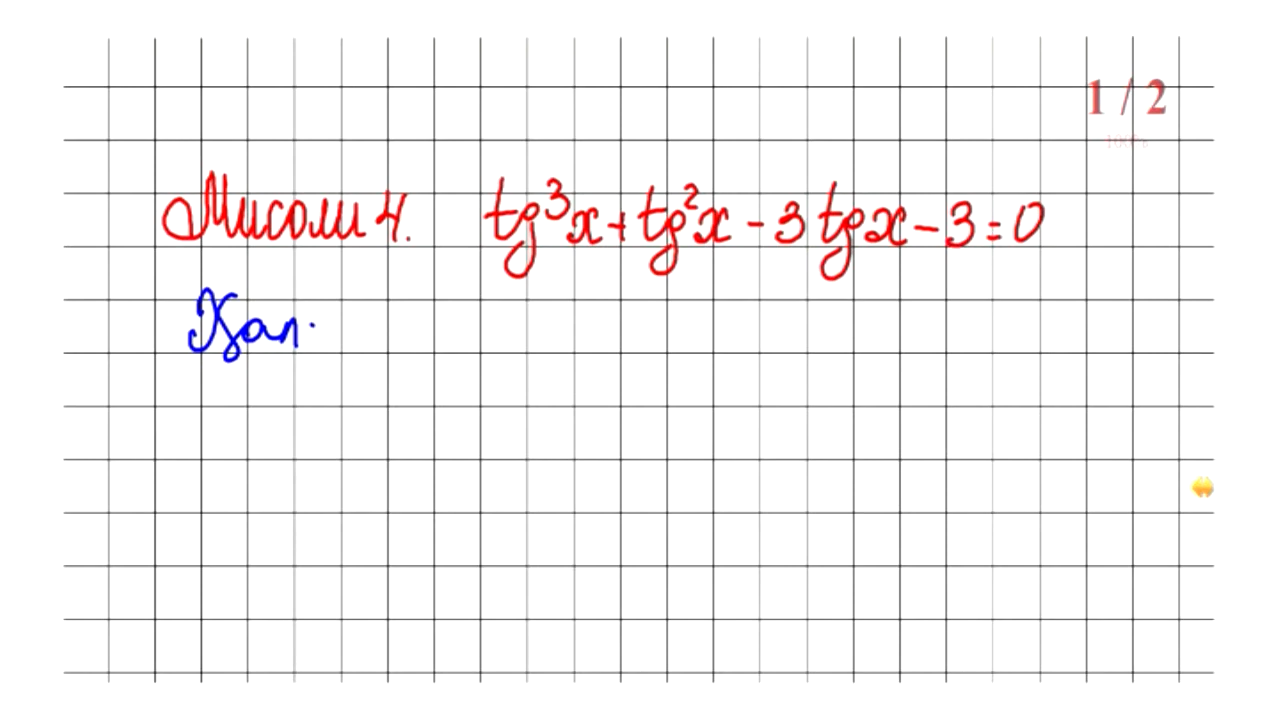 1 / 2
Мисоли 4. tg³x + tg²x - 3 tgx - 3 = 0
Ҳал.